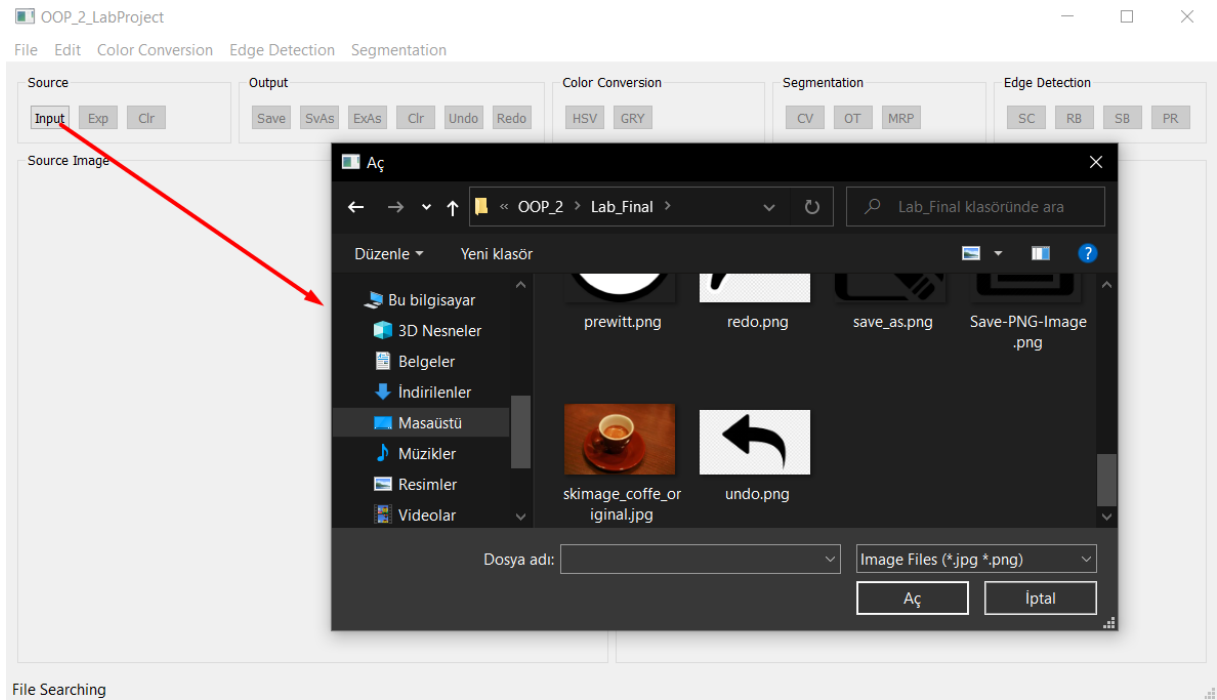 OOP_2_LabProject
File Edit Color Conversion Edge Detection Segmentation
Source Output Color Conversion Segmentation Edge Detection
Input Exp Clr Save SvAs ExAs Clr Undo Redo HSV GRY CV OT MRP SC RB SB PR
Source Image
Aç
« OOP_2 > Lab_Final > Lab_Final klasöründe ara
Düzenle Yeni klasör
Bu bilgisayar
3D Nesneler
Belgeler
İndirilenler
Masaüstü
Müzikler
Resimler
Videolar
prewitt.png redo.png save_as.png Save-PNG-Image
.png
skimage_coffe_or undo.png
iginal.jpg
Dosya adı: Image Files (*.jpg *.png)
Aç İptal
File Searching